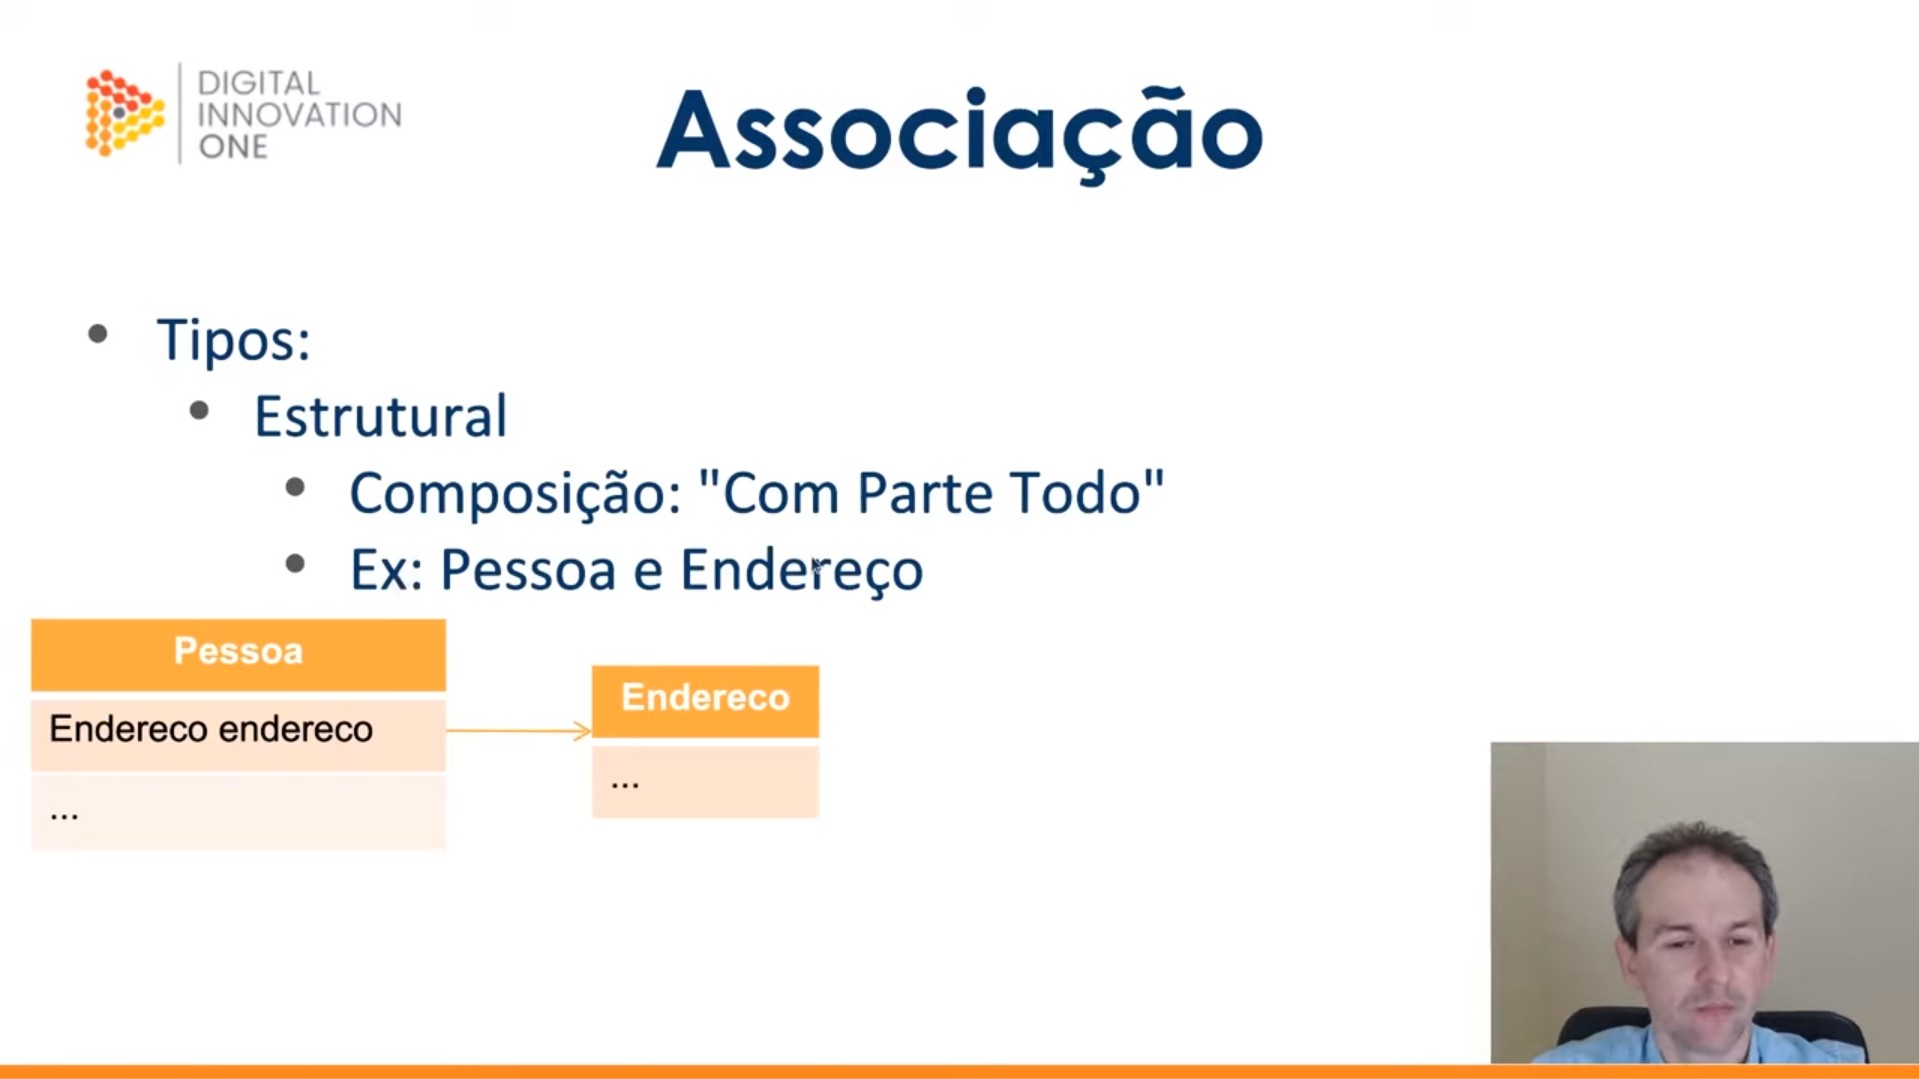 DIGITAL
INNOVATION
ONE
Associação
Tipos:
Estrutural
Composição: "Com Parte Todo"
Ex: Pessoa e Endereço
Pessoa
Endereco endereco
...
Endereco
...